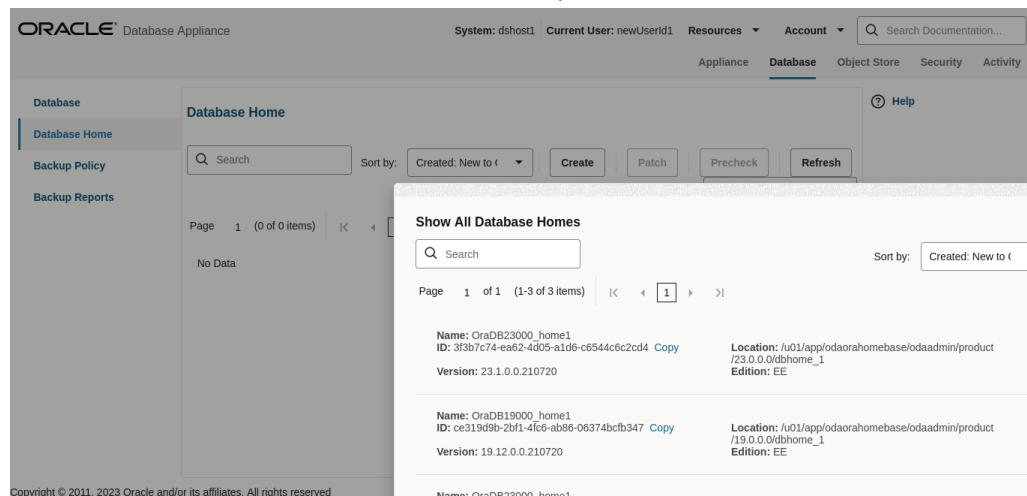 ORACLE® Database Appliance
System: dshost1 Current User: newUserId1 Resources Account Search Documentation...
Appliance Database Object Store Security Activity
Database
Database Home
Backup Policy
Backup Reports
Database Home
Help
Search Sort by: Created: New to Create Patch Precheck Refresh
Page 1 (0 of 0 items)
No Data
Show All Database Homes
Search Sort by: Created: New to
Page 1 of 1 (1-3 of 3 items) 1
Name: OraDB23000_home1
ID: 3f3b7c74-ea62-4d05-a1d6-c6544c6c2cd4 Copy
Version: 23.1.0.0.210720
Location: /u01/app/odaorahomebase/odaadmin/product
/23.0.0.0/dbhome_1
Edition: EE
Name: OraDB19000_home1
ID: ce319d9b-2bf1-4fc6-ab86-06374bcfb347 Copy
Version: 19.12.0.0.210720
Location: /u01/app/odaorahomebase/odaadmin/product
/19.0.0.0/dbhome_1
Edition: EE
Name: OraDB23000_home1
Copyright © 2011, 2023 Oracle and/or its affiliates. All rights reserved